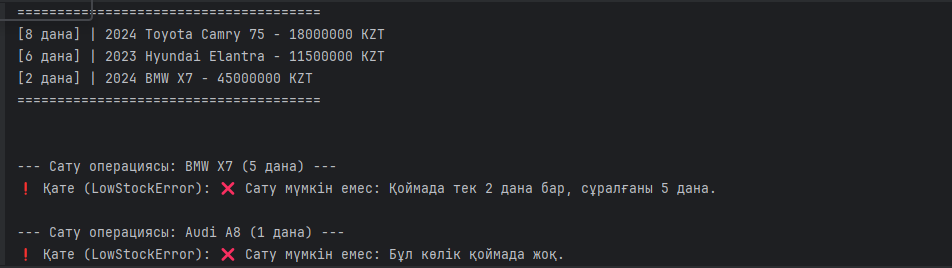 ======================================
[8 дана] | 2024 Toyota Camry 75 - 18000000 KZT
[6 дана] | 2023 Hyundai Elantra - 11500000 KZT
[2 дана] | 2024 BMW X7 - 45000000 KZT
======================================
--- Сату операциясы: BMW X7 (5 дана) ---
❗ Қате (LowStockError): ❌ Сату мүмкін емес: Қоймада тек 2 дана бар, сұралғаны 5 дана.
--- Сату операциясы: Audi A8 (1 дана) ---
❗ Қате (LowStockError): ❌ Сату мүмкін емес: Бұл көлік қоймада жоқ.